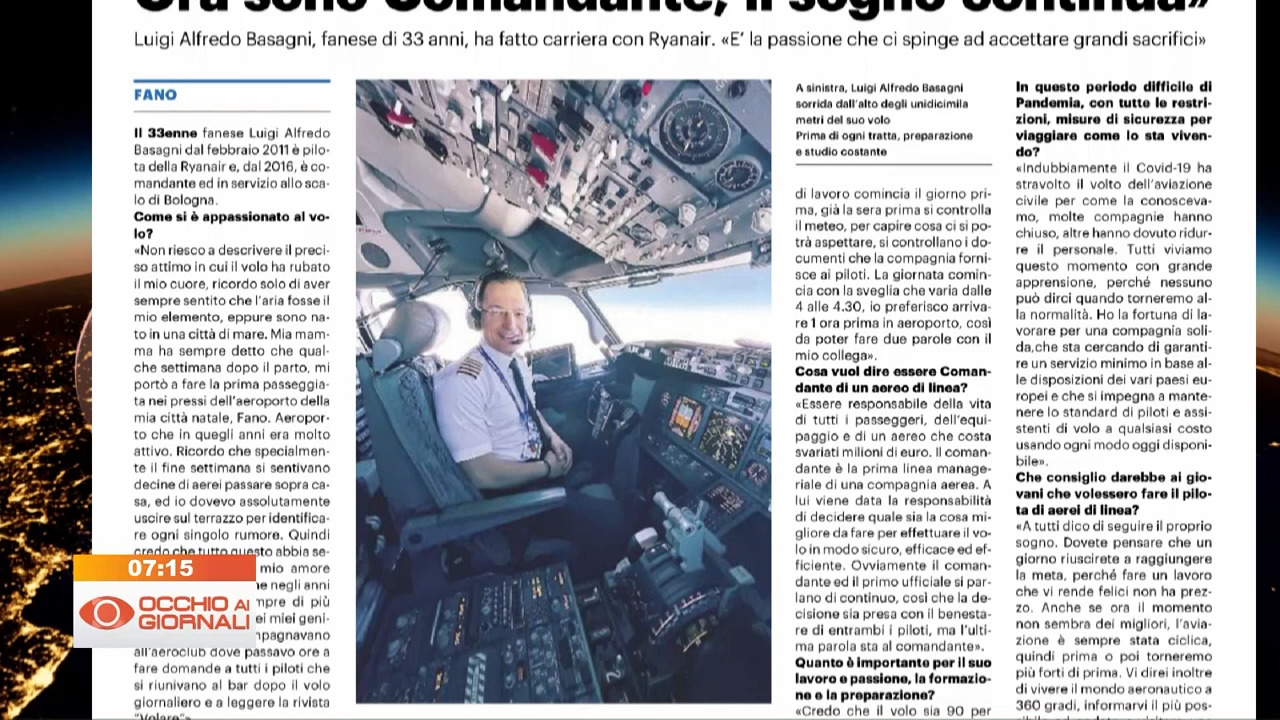 Ora sono Comandante, il sogno continua»
Luigi Alfredo Basagni, fanese di 33 anni, ha fatto carriera con Ryanair. «E' la passione che ci spinge ad accettare grandi sacrifici»
FANO
Il 33enne fanese Luigi Alfredo
Basagni dal febbraio 2011 è pilo-
ta della Ryanair e, dal 2016, è co-
mandante ed in servizio allo sca-
lo di Bologna.
Come si è appassionato al vo-
lo?
«Non riesco a descrivere il preci-
so attimo in cui il volo ha rubato
il mio cuore, ricordo solo di aver
sempre sentito che l'aria fosse il
mio elemento, eppure sono na-
to in una città di mare. Mia mam-
ma ha sempre detto che qual-
che settimana dopo il parto, mi
portò a fare la prima passeggia-
ta nei pressi dell'aeroporto della
mia città natale, Fano. Aeropor-
to che in quegli anni era molto
attivo. Ricordo che specialmen-
te il fine settimana si sentivano
decine di aerei passare sopra ca-
sa, ed io dovevo assolutamente
uscire sul terrazzo per identifica-
re ogni singolo rumore. Quindi
credo che tutto questo abbia se-
mio amore
ne negli anni
mpre di più
ei miei geni-
mpagnavano
all'aeroclub dove passavo ore a
fare domande a tutti i piloti che
si riunivano al bar dopo il volo
giornaliero e a leggere la rivista
"Volare"».
07:15
OCCHIO AI
GIORNALI
A sinistra, Luigi Alfredo Basagni
sorrida dall'alto degli unidicimila
metri del suo volo
Prima di ogni tratta, preparazione
e studio costante
di lavoro comincia il giorno pri-
ma, già la sera prima si controlla
il meteo, per capire cosa ci si po-
trà aspettare, si controllano i do-
cumenti che la compagnia forni-
sce ai piloti. La giornata comin-
cia con la sveglia che varia dalle
4 alle 4.30, io preferisco arriva-
re 1 ora prima in aeroporto, così
da poter fare due parole con il
mio collega».
Cosa vuol dire essere Coman-
dante di un aereo di linea?
«Essere responsabile della vita
di tutti i passeggeri, dell'equi-
paggio e di un aereo che costa
svariati milioni di euro. Il coman-
dante è la prima linea manage-
riale di una compagnia aerea. A
lui viene data la responsabilità
di decidere quale sia la cosa mi-
gliore da fare per effettuare il vo-
lo in modo sicuro, efficace ed ef-
ficiente. Ovviamente il coman-
dante ed il primo ufficiale si par-
lano di continuo, così che la de-
cisione sia presa con il benesta-
re di entrambi i piloti, ma l'ulti-
ma parola sta al comandante».
Quanto è importante per il suo
lavoro e passione, la formazio-
ne e la preparazione?
«Credo che il volo sia 90 per
In questo periodo difficile di
Pandemia, con tutte le restri-
zioni, misure di sicurezza per
viaggiare come lo sta viven-
do?
«Indubbiamente il Covid-19 ha
stravolto il volto dell'aviazione
civile per come la conosceva-
mo, molte compagnie hanno
chiuso, altre hanno dovuto ridur-
re il personale. Tutti viviamo
questo momento con grande
apprensione, perché nessuno
può dirci quando torneremo al-
la normalità. Ho la fortuna di la-
vorare per una compagnia soli-
da,che sta cercando di garanti-
re un servizio minimo in base al-
le disposizioni dei vari paesi eu-
ropei e che si impegna a mante-
nere lo standard di piloti e assi-
stenti di volo a qualsiasi costo
usando ogni modo oggi disponi-
bile».
Che consiglio darebbe ai gio-
vani che volessero fare il pilo-
ta di aerei di linea?
«A tutti dico di seguire il proprio
sogno. Dovete pensare che un
giorno riuscirete a raggiungere
la meta, perché fare un lavoro
che vi rende felici non ha prez-
zo. Anche se ora il momento
non sembra dei migliori, l'avia-
zione è sempre stata ciclica,
quindi prima o poi torneremo
più forti di prima. Vi direi inoltre
di vivere il mondo aeronautico a
360 gradi, informarvi il più pos-